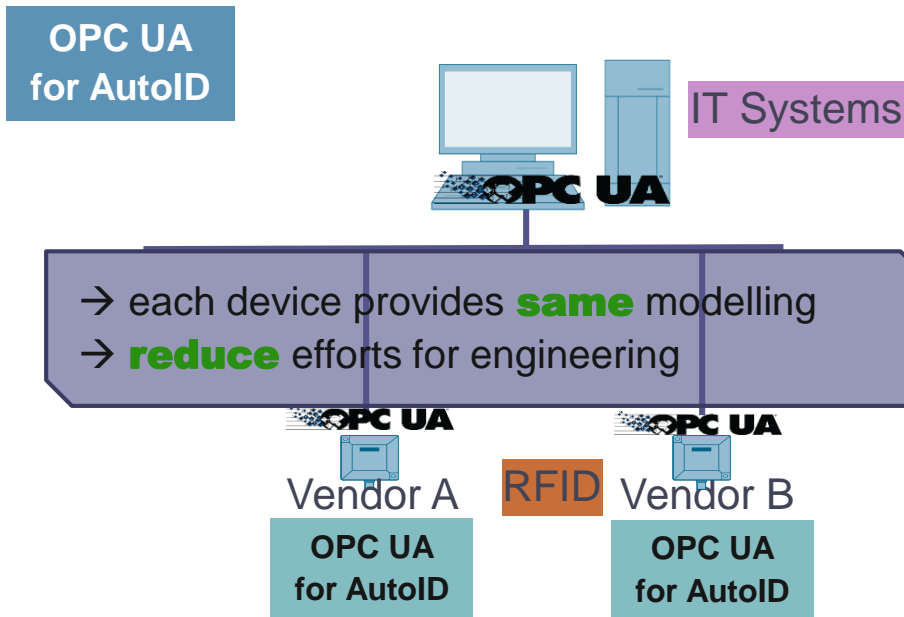 OPC UA
for AutoID
IT Systems
OPC UA
→ each device provides same modelling
→ reduce efforts for engineering
OPC UA
OPC UA
Vendor A
RFID
Vendor B
OPC UA
for AutoID
OPC UA
for AutoID